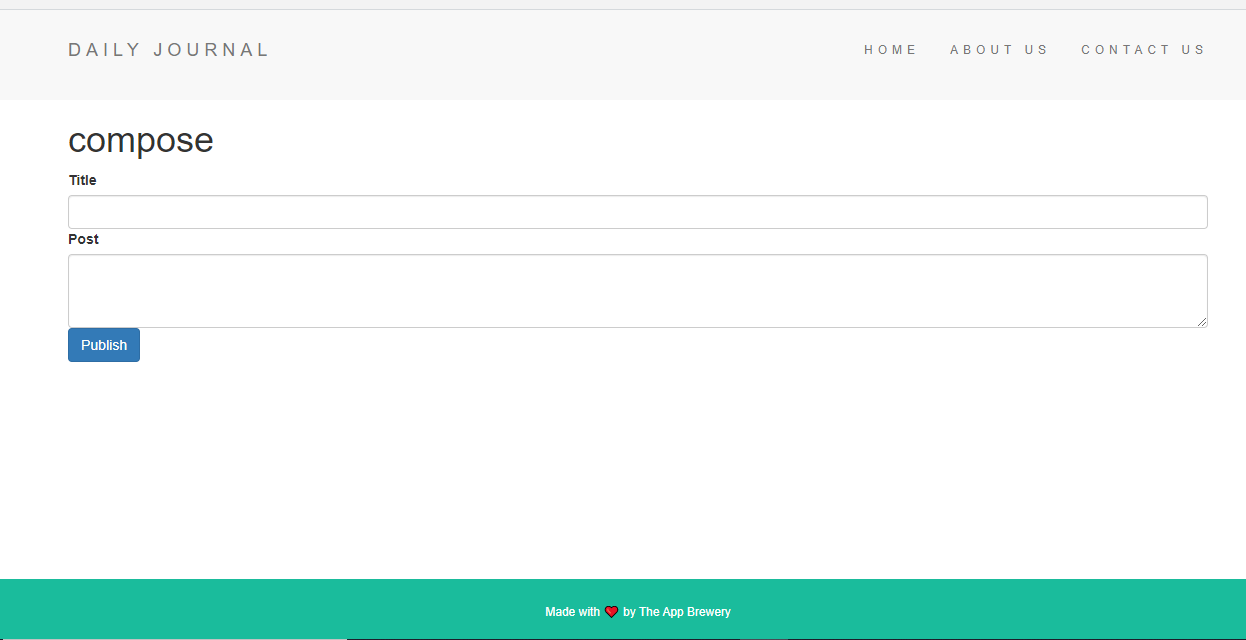 DAILY JOURNAL HOME ABOUT US CONTACT US
compose
Title
Post
Publish
Made with ❤ by The App Brewery